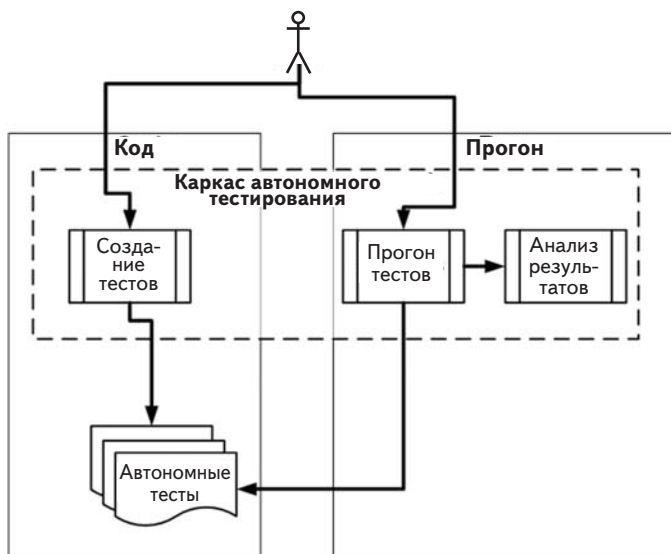 Код
Прогон
Каркас автономного
тестирования
Созда-
ние
тестов
Прогон
тестов
Анализ
резуль-
татов
Автономные
тесты